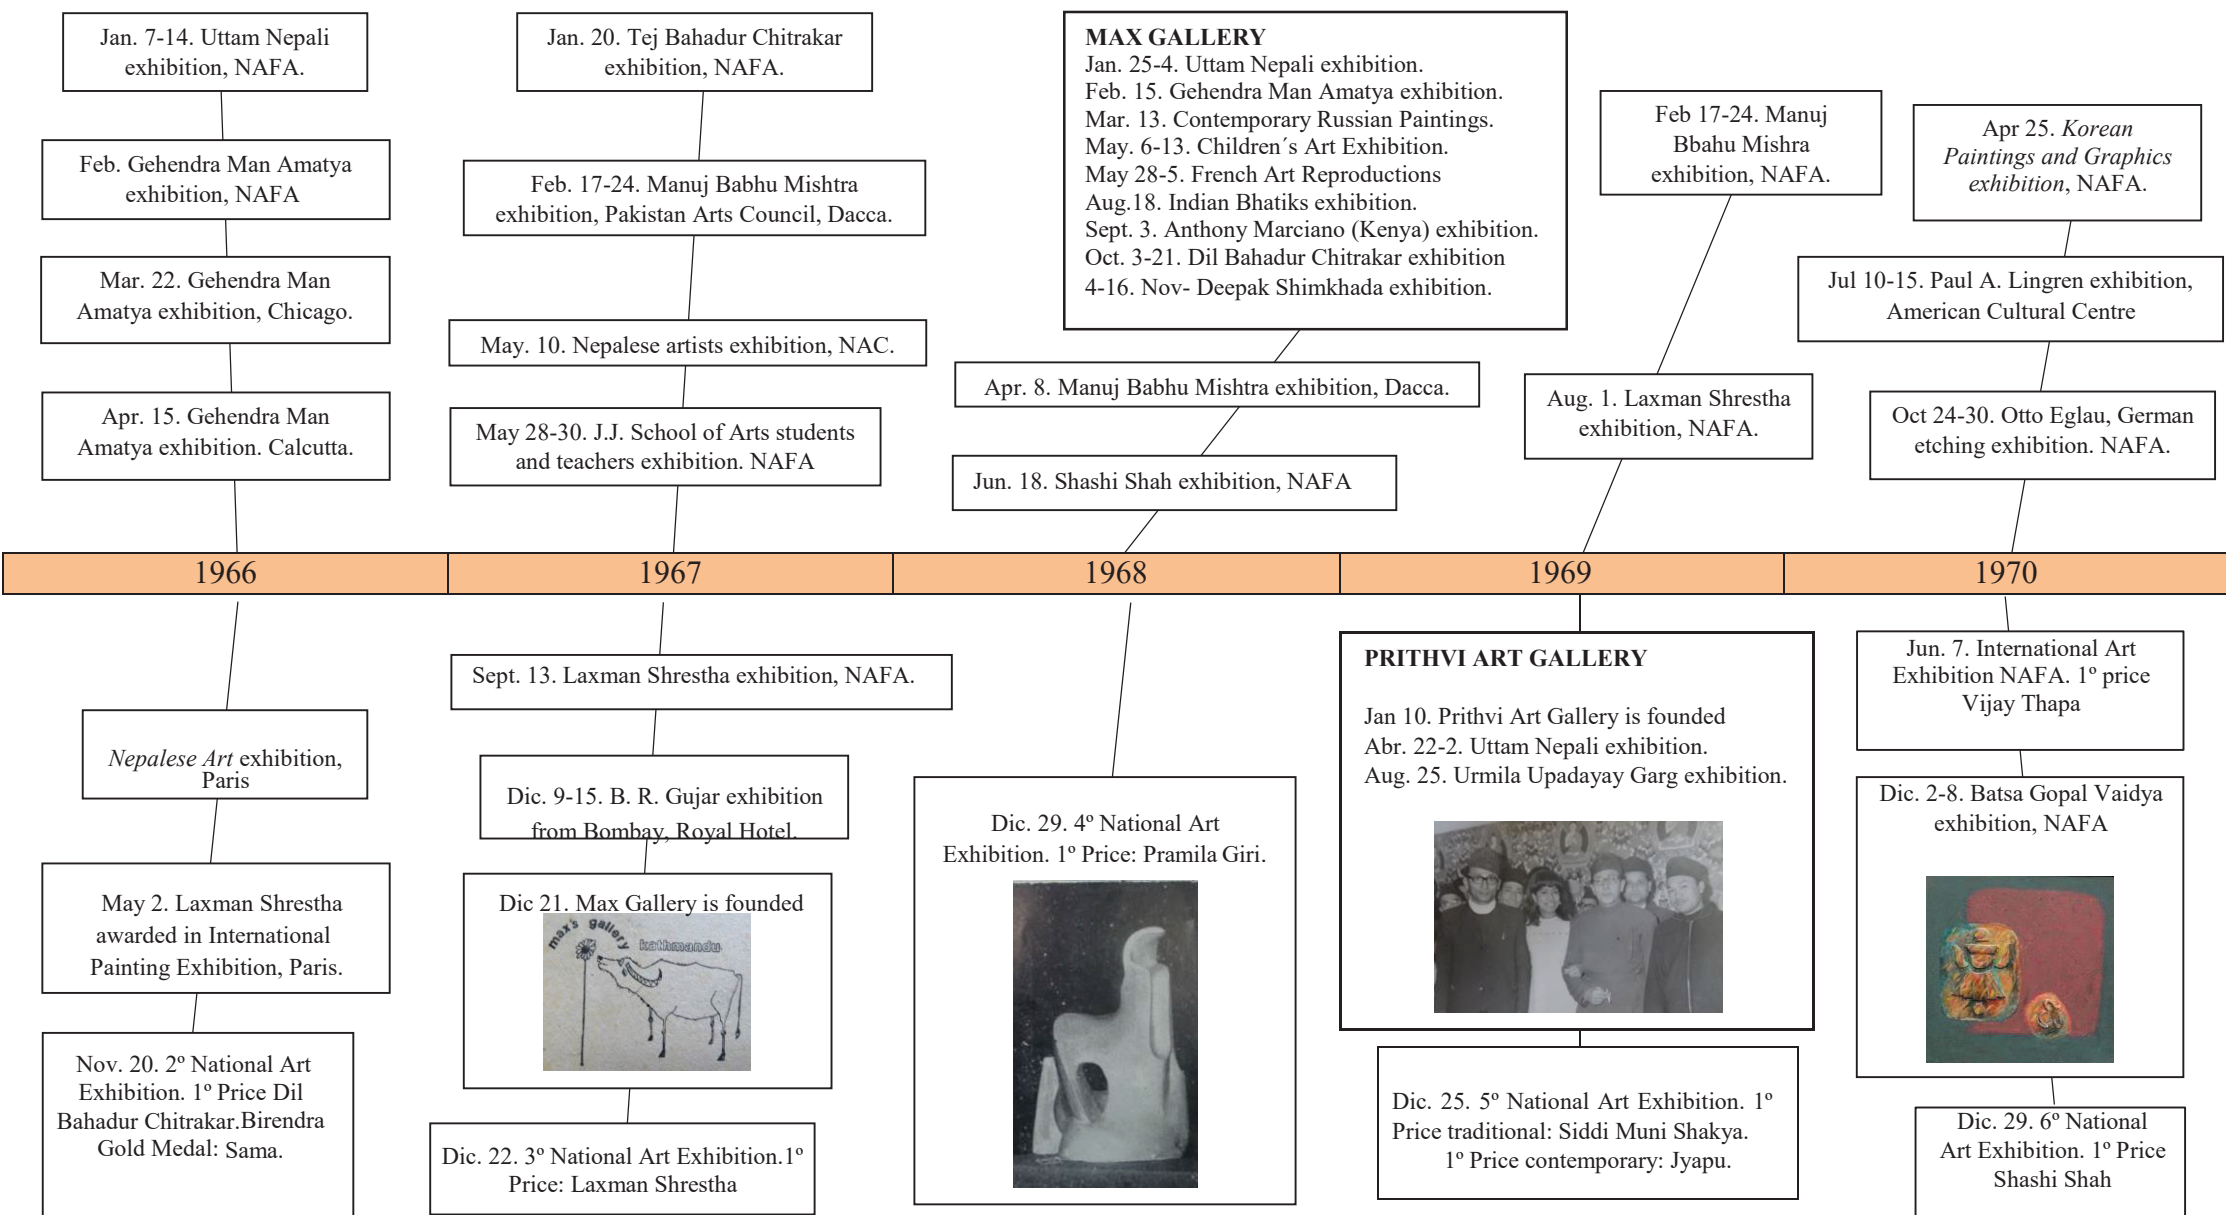 Jan. 7-14. Uttam Nepali
exhibition, NAFA.
Feb. Gehendra Man Amatya
exhibition, NAFA
Mar. 22. Gehendra Man
Amatya exhibition, Chicago.
Apr. 15. Gehendra Man
Amatya exhibition. Calcutta.
Jan. 20. Tej Bahadur Chitrakar
exhibition, NAFA.
Feb. 17-24. Manuj Babhu Mishtra
exhibition, Pakistan Arts Council, Dacca.
May. 10. Nepalese artists exhibition, NAC.
May 28-30. J.J. School of Arts students
and teachers exhibition. NAFA
MAX GALLERY
Jan. 25-4. Uttam Nepali exhibition.
Feb. 15. Gehendra Man Amatya exhibition.
Mar. 13. Contemporary Russian Paintings.
May. 6-13. Children´s Art Exhibition.
May 28-5. French Art Reproductions
Aug.18. Indian Bhatiks exhibition.
Sept. 3. Anthony Marciano (Kenya) exhibition.
Oct. 3-21. Dil Bahadur Chitrakar exhibition
4-16. Nov- Deepak Shimkhada exhibition.
Apr. 8. Manuj Babhu Mishtra exhibition, Dacca.
Jun. 18. Shashi Shah exhibition, NAFA
Feb 17-24. Manuj
Bbahu Mishra
exhibition, NAFA.
Aug. 1. Laxman Shrestha
exhibition, NAFA.
Apr 25. Korean
Paintings and Graphics
exhibition, NAFA.
Jul 10-15. Paul A. Lingren exhibition,
American Cultural Centre
Oct 24-30. Otto Eglau, German
etching exhibition. NAFA.
1966
1967
1968
1969
1970
Nepalese Art exhibition,
Paris
May 2. Laxman Shrestha
awarded in International
Painting Exhibition, Paris.
Nov. 20. 2º National Art
Exhibition. 1º Price Dil
Bahadur Chitrakar.Birendra
Gold Medal: Sama.
Sept. 13. Laxman Shrestha exhibition, NAFA.
Dic. 9-15. B. R. Gujar exhibition
from Bombay, Royal Hotel.
Dic 21. Max Gallery is founded
max's gallery kathmandu
Dic. 22. 3º National Art Exhibition.1º
Price: Laxman Shrestha
Dic. 29. 4º National Art
Exhibition. 1º Price: Pramila Giri.
PRITHVI ART GALLERY
Jan 10. Prithvi Art Gallery is founded
Abr. 22-2. Uttam Nepali exhibition.
Aug. 25. Urmila Upadayay Garg exhibition.
Dic. 25. 5º National Art Exhibition. 1º
Price traditional: Siddi Muni Shakya.
1º Price contemporary: Jyapu.
Jun. 7. International Art
Exhibition NAFA. 1º price
Vijay Thapa
Dic. 2-8. Batsa Gopal Vaidya
exhibition, NAFA
Dic. 29. 6º National
Art Exhibition. 1º Price
Shashi Shah